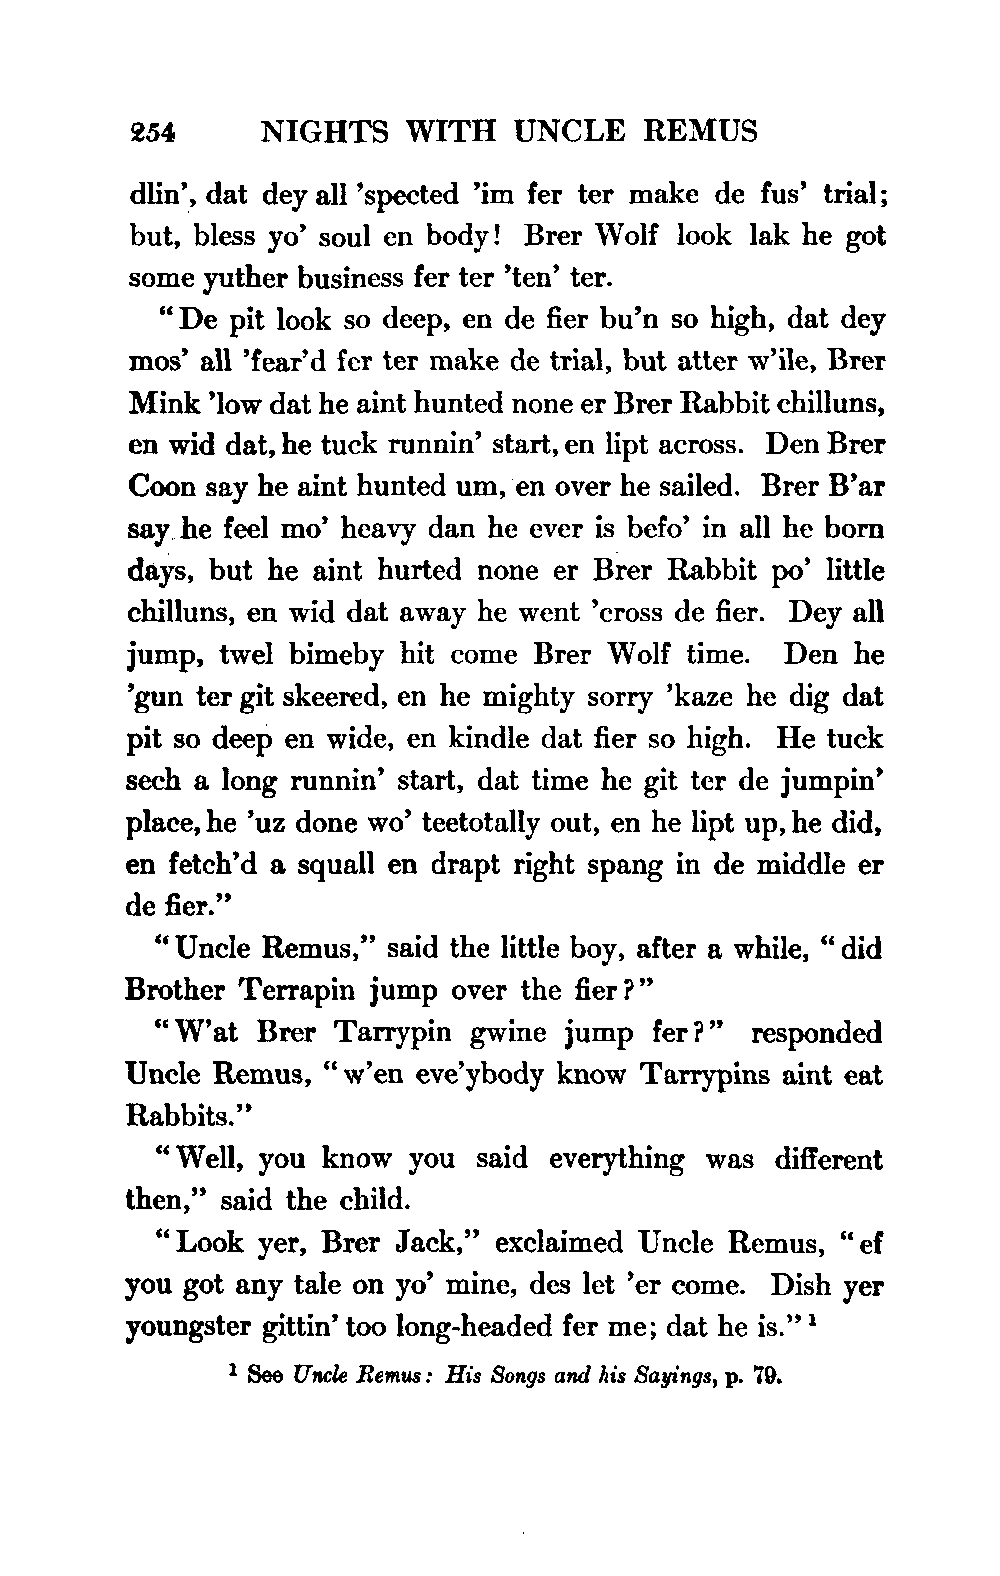 254 NIGHTS WITH UNCLE REMUS
dlin', dat dey all 'spected 'im fer ter make de fus' trial;
but, bless yo' soul en body! Brer Wolf look lak he got
some yuther business fer ter 'ten' ter.
"De pit look so deep, en de fier bu'n so high, dat dey
mos' all 'fear'd fer ter make de trial, but atter w'ile, Brer
Mink 'low dat he aint hunted none er Brer Rabbit chilluns,
en wid dat, he tuck runnin' start, en lipt across. Den Brer
Coon say he aint hunted um, en over he sailed. Brer B'ar
say he feel mo' heavy dan he ever is befo' in all he born
days, but he aint hurted none er Brer Rabbit po' little
chilluns, en wid dat away he went 'cross de fier. Dey all
jump, twel bimeby hit come Brer Wolf time. Den he
'gun ter git skeered, en he mighty sorry 'kaze he dig dat
pit so deep en wide, en kindle dat fier so high. He tuck
sech a long runnin' start, dat time he git ter de jumpin'
place, he 'uz done wo' teetotally out, en he lipt up, he did,
en fetch'd a squall en drapt right spang in de middle er
de fier."
"Uncle Remus," said the little boy, after a while, "did
Brother Terrapin jump over the fier?"
"W'at Brer Tarrypin gwine jump fer?" responded
Uncle Remus, "w'en eve'ybody know Tarrypins aint eat
Rabbits."
"Well, you know you said everything was different
then," said the child.
"Look yer, Brer Jack," exclaimed Uncle Remus, "ef
you got any tale on yo' mine, des let 'er come. Dish yer
youngster gittin' too long-headed fer me; dat he is." 1
1 See Uncle Remus: His Songs and his Sayings, p. 79.